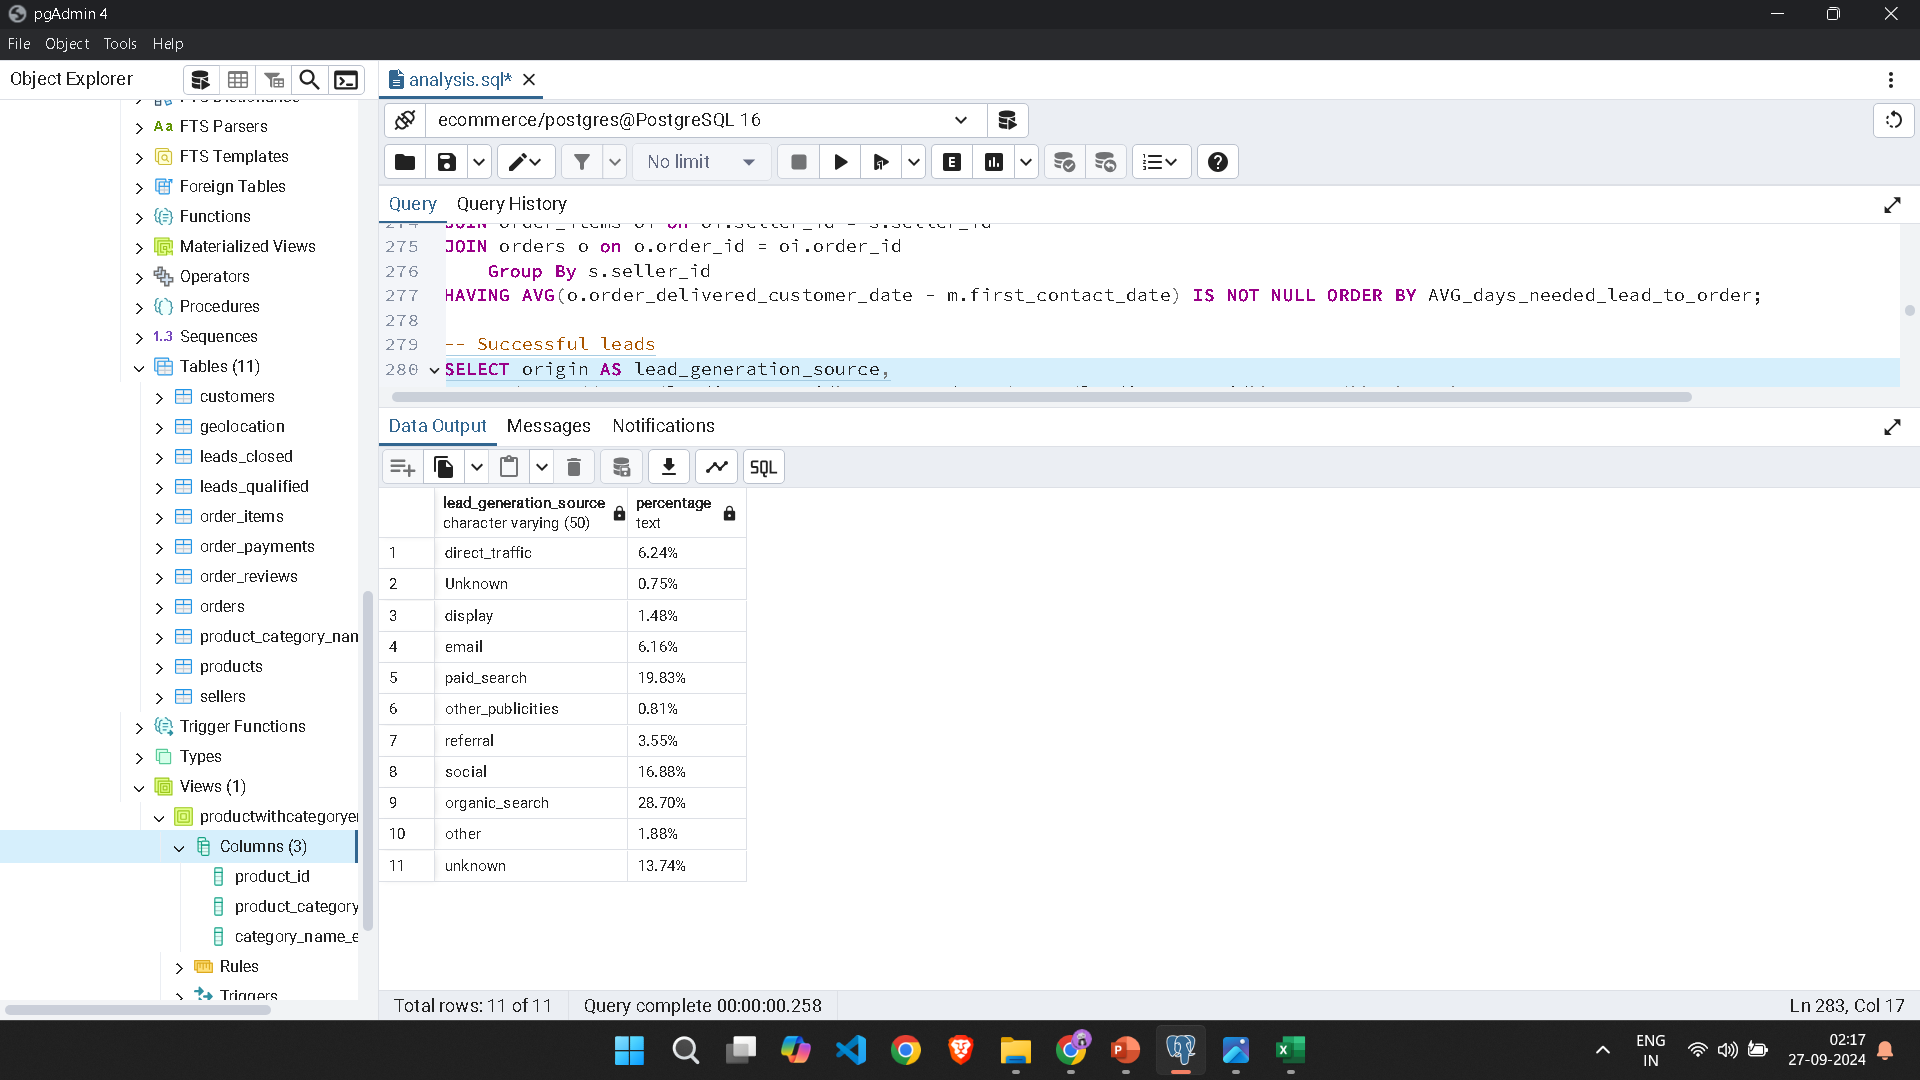 pgAdmin 4
File Object Tools Help
Object Explorer
FTS Parsers
FTS Templates
Foreign Tables
Functions
Materialized Views
Operators
Procedures
1..3 Sequences
Tables (11)
customers
geolocation
leads_closed
leads_qualified
order_items
order_payments
order_reviews
orders
product_category_nan
products
sellers
Trigger Functions
Types
Views (1)
productwithcategoryer
Columns (3)
product_id
product_category
category_name_e
Rules
Triggers
analysis.sql*
ecommerce/postgres@PostgreSQL 16
No limit
Query Query History
275 JOIN orders o on o.order_id = oi.order_id
276 Group By s.seller_id
277 HAVING AVG(o.order_delivered_customer_date - m.first_contact_date) IS NOT NULL ORDER BY AVG_days_needed_lead_to_order;
278
279 -- Successful leads
280 SELECT origin AS lead_generation_source,
Data Output Messages Notifications
SQL
lead_generation_source percentage
character varying (50) text
1 direct_traffic 6.24%
2 Unknown 0.75%
3 display 1.48%
4 email 6.16%
5 paid_search 19.83%
6 other_publicities 0.81%
7 referral 3.55%
8 social 16.88%
9 organic_search 28.70%
10 other 1.88%
11 unknown 13.74%
Total rows: 11 of 11 Query complete 00:00:00.258 Ln 283, Col 17
ENG
IN
02:17
27-09-2024